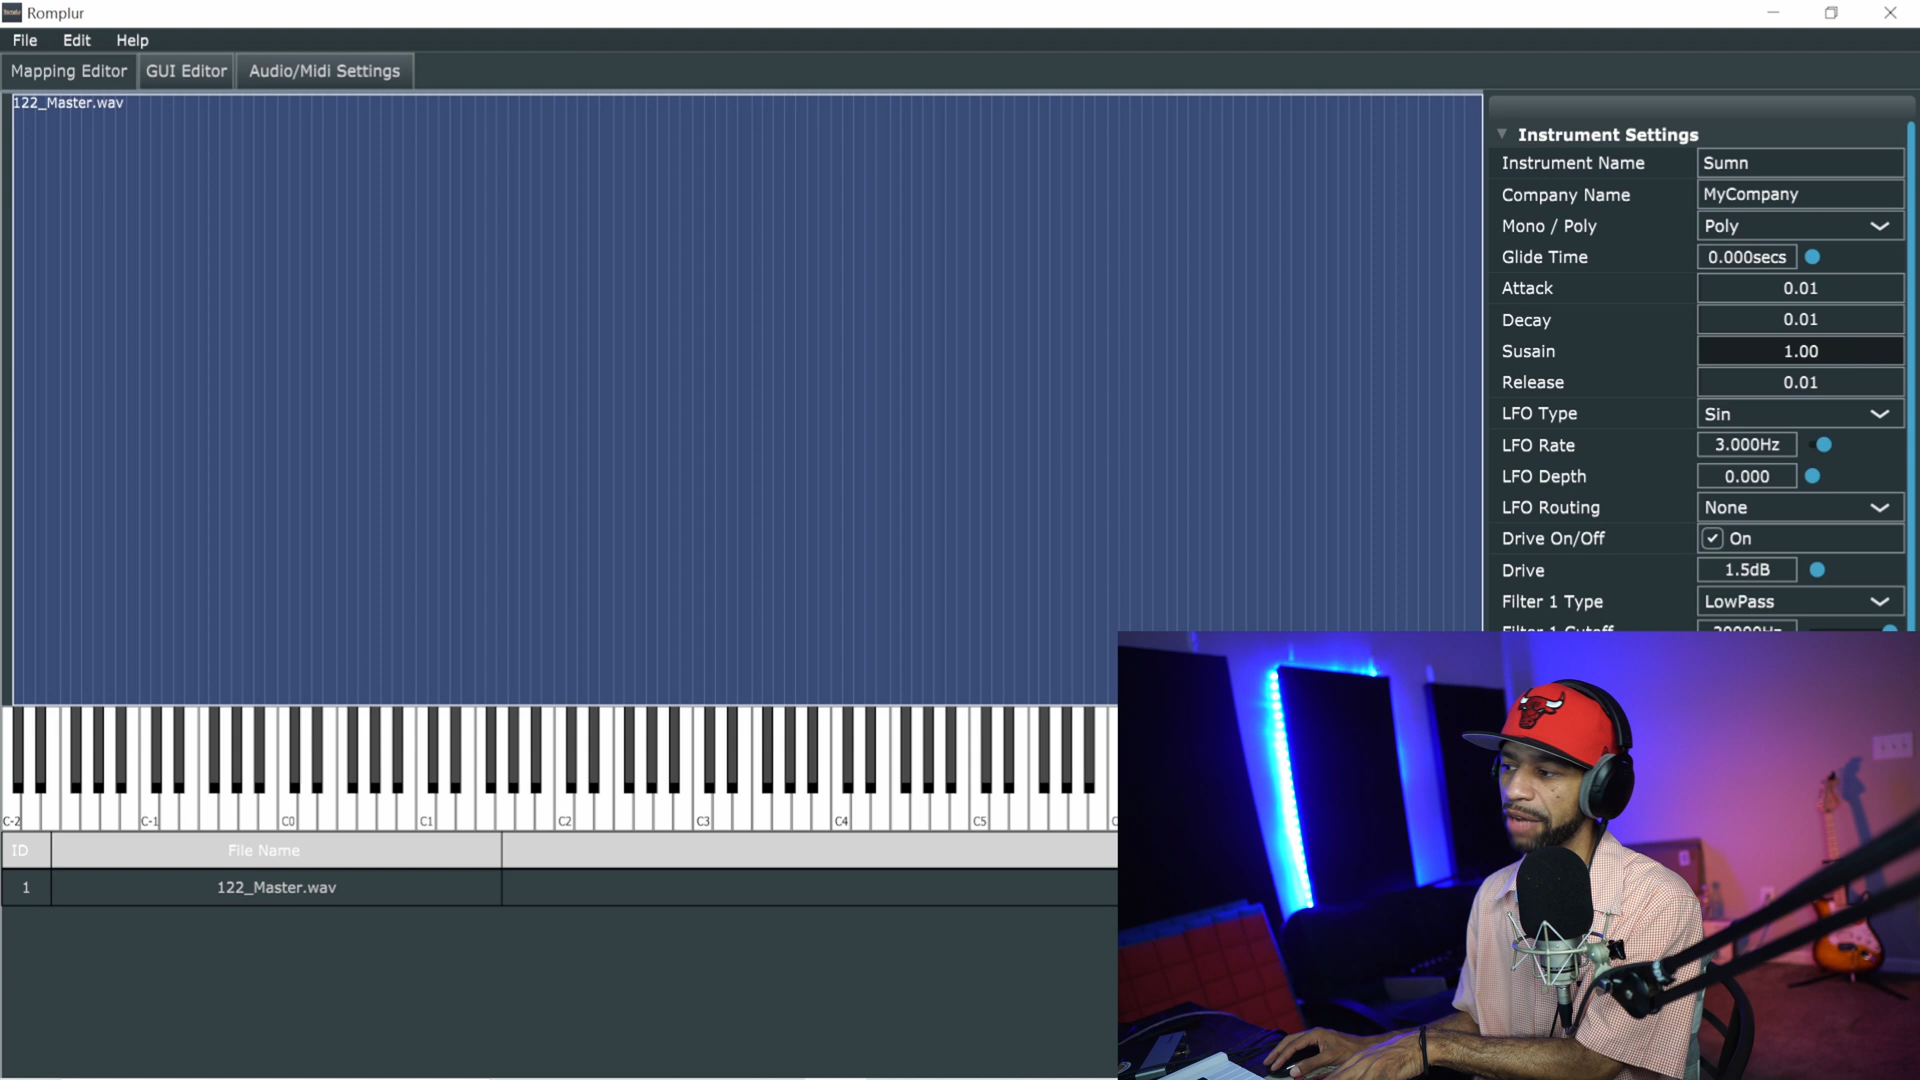 Romplur
File Edit Help
Mapping Editor GUI Editor Audio/Midi Settings
122_Master.wav
Instrument Settings
Instrument Name Sumn
Company Name MyCompany
Mono / Poly Poly
Glide Time 0.000secs
Attack 0.01
Decay 0.01
Susain 1.00
Release 0.01
LFO Type Sin
LFO Rate 3.000Hz
LFO Depth 0.000
LFO Routing None
Drive On/Off On
Drive 1.5dB
Filter 1 Type LowPass
Filter 1 Cutoff 20000Hz
C-2 C-1 C0 C1 C2 C3 C4 C5
ID File Name
1 122_Master.wav